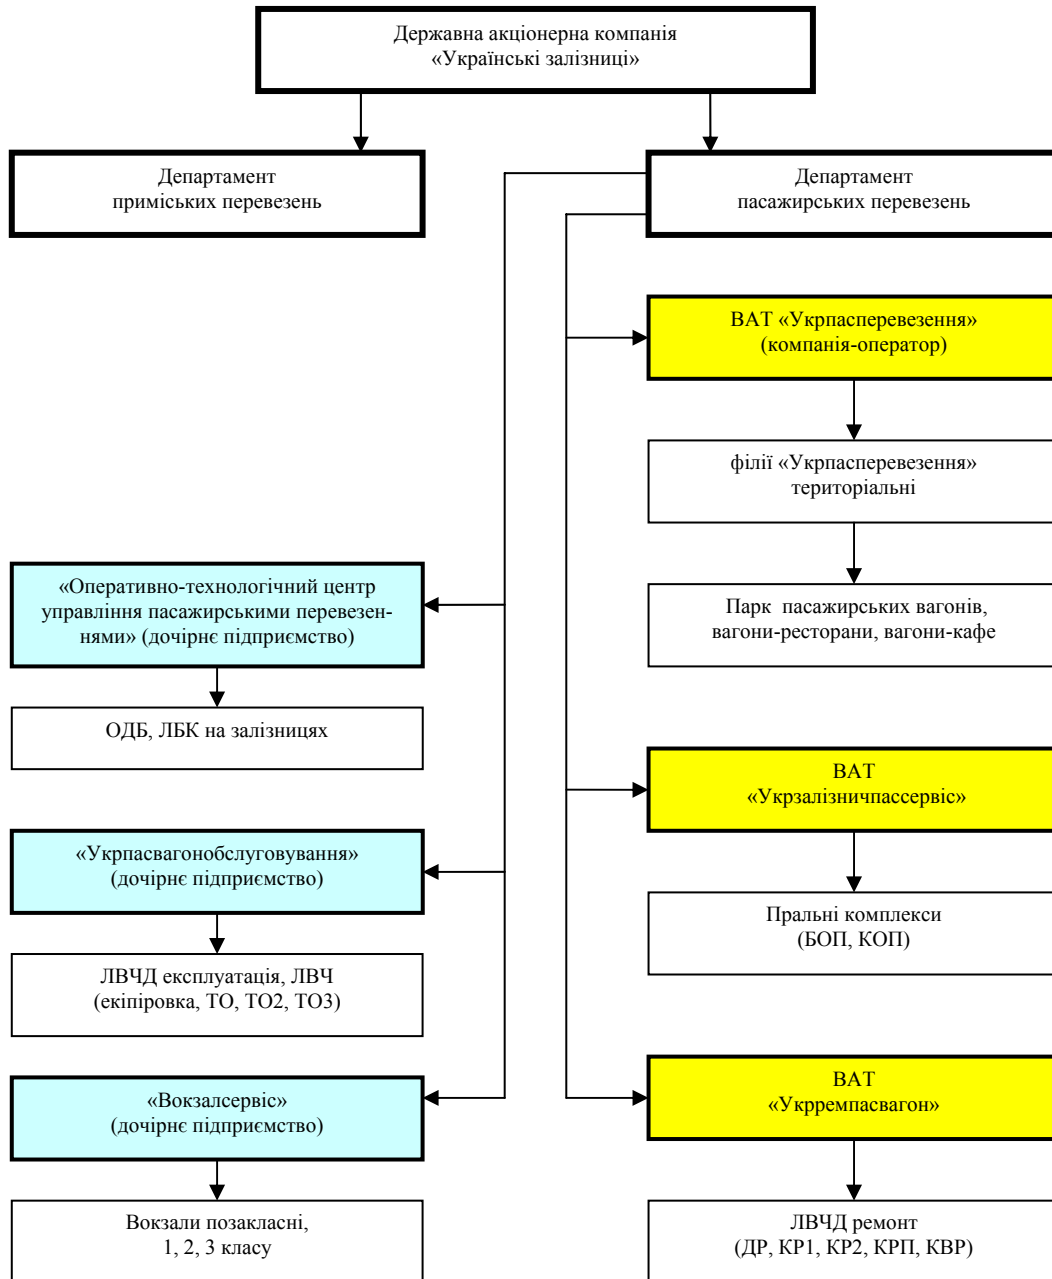 Державна акціонерна компанія
«Українські залізниці»
Департамент
приміських перевезень
Департамент
пасажирських перевезень
ВАТ «Укрпасперевезення»
(компанія-оператор)
філії «Укрпасперевезення»
територіальні
Парк пасажирських вагонів,
вагони-ресторани, вагони-кафе
«Оперативно-технологічний центр
управління пасажирськими перевезен-
нями» (дочірнє підприємство)
ОДБ, ЛБК на залізницях
ВАТ
«Укрзалізничпассервіс»
Пральні комплекси
(БОП, КОП)
«Укрпасвагонобслуговування»
(дочірнє підприємство)
ЛВЧД експлуатація, ЛВЧ
(екіпіровка, ТО, ТО2, ТО3)
«Вокзалсервіс»
(дочірнє підприємство)
Вокзали позакласні,
1, 2, 3 класу
ВАТ
«Укрремпасвагон»
ЛВЧД ремонт
(ДР, КР1, КР2, КРП, КВР)